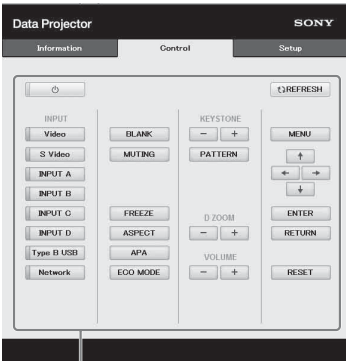 Data Projector SONY
Information Control Setup
REFRESH
INPUT KEYSTONE
Video BLANK - + MENU
S Video MUTING PATTERN
INPUT A
INPUT B
INPUT C FREEZE D ZOOM ENTER
INPUT D ASPECT - + RETURN
Type B USB APA VOLUME
Network ECO MODE - + RESET